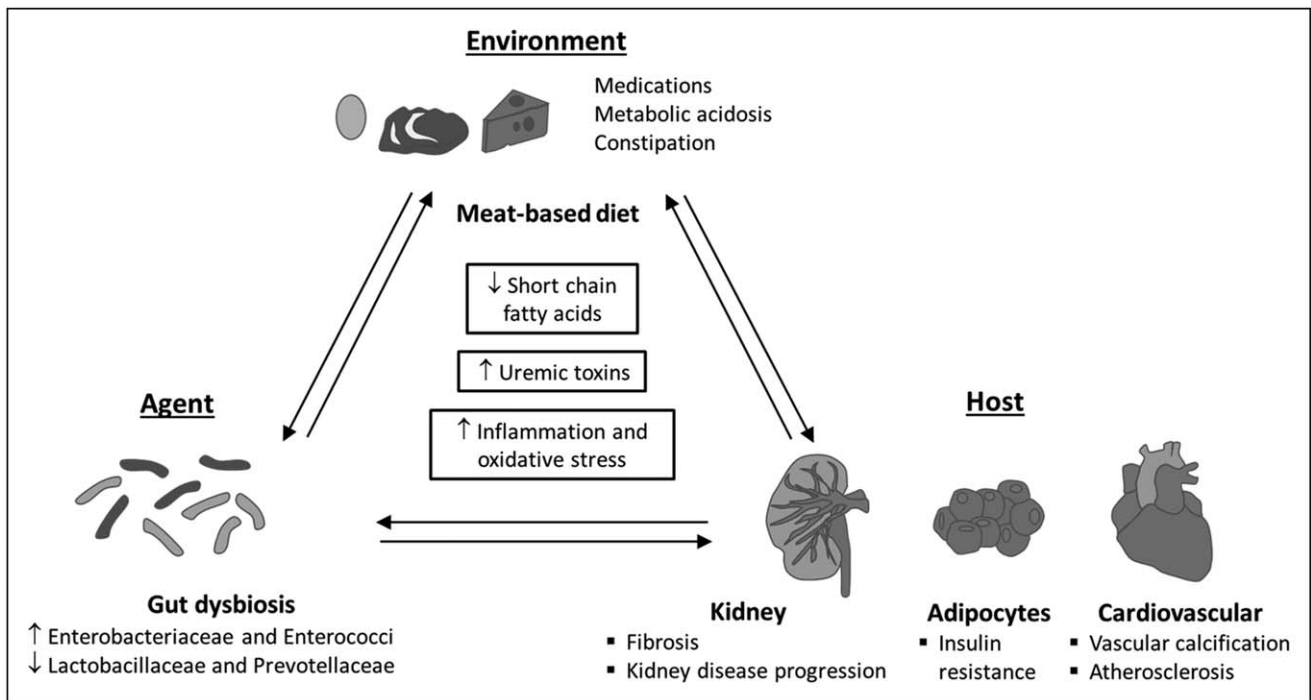 Environment
Medications
Metabolic acidosis
Constipation
Meat-based diet
↓ Short chain
fatty acids
↑ Uremic toxins
↑ Inflammation and
oxidative stress
Agent
Host
Gut dysbiosis
↑ Enterobacteriaceae and Enterococci
↓ Lactobacillaceae and Prevotellaceae
Kidney
▪ Fibrosis
▪ Kidney disease progression
Adipocytes
▪ Insulin
resistance
Cardiovascular
▪ Vascular calcification
▪ Atherosclerosis